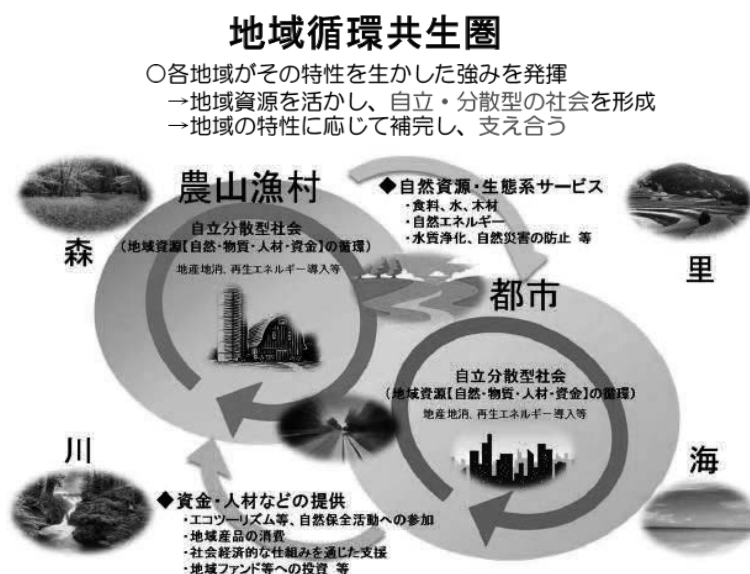 地域循環共生圏
○各地域がその特性を生かした強みを発揮
→地域資源を活かし、自立・分散型の社会を形成
→地域の特性に応じて補完し、支え合う
農山漁村
自立分散型社会
(地域資源【自然・物質・人材・資金】の循環)
地産地消、再生エネルギー導入等
◆自然資源・生態系サービス
・食料、水、木材
・自然エネルギー
・水質浄化、自然災害の防止 等
森
里
都市
自立分散型社会
(地域資源【自然・物質・人材・資金】の循環)
地産地消、再生エネルギー導入等
川
海
◆資金・人材などの提供
・エコツーリズム等、自然保全活動への参加
・地域産品の消費
・社会経済的な仕組みを通じた支援
・地域ファンド等への投資 等